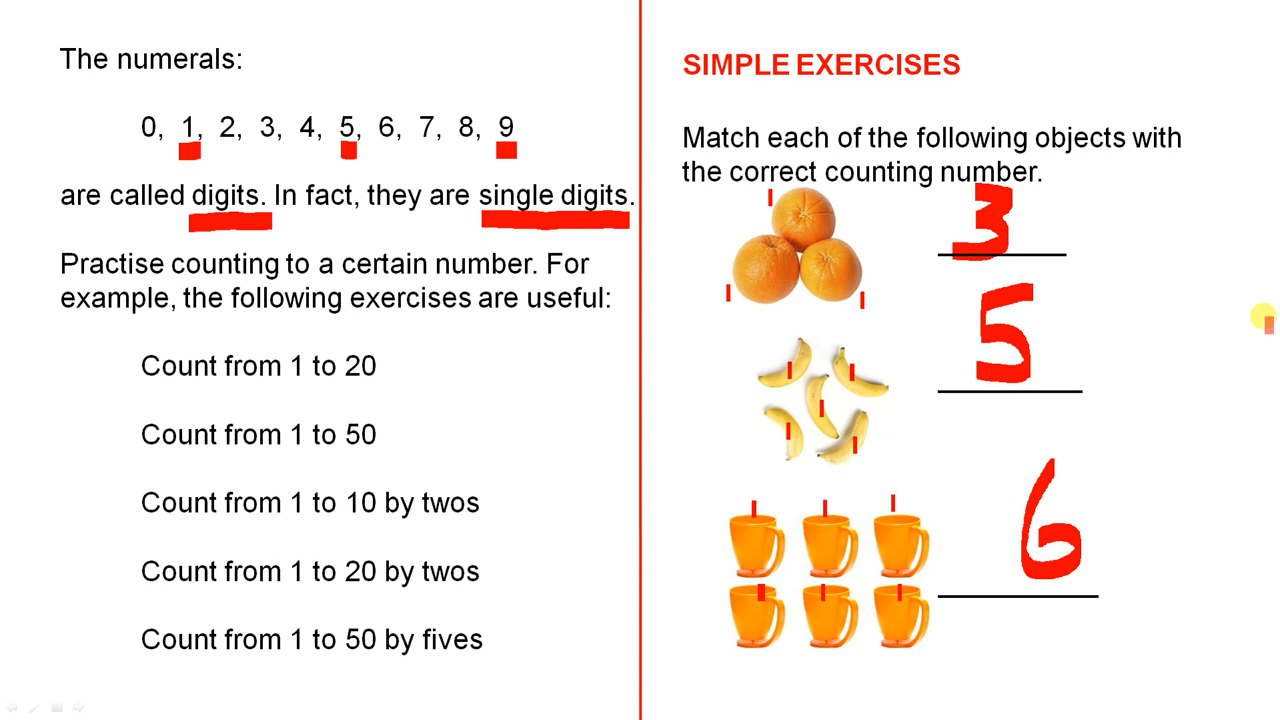 The numerals:
0, 1, 2, 3, 4, 5, 6, 7, 8, 9
are called digits. In fact, they are single digits.
Practise counting to a certain number. For
example, the following exercises are useful:
Count from 1 to 20
Count from 1 to 50
Count from 1 to 10 by twos
Count from 1 to 20 by twos
Count from 1 to 50 by fives
SIMPLE EXERCISES
Match each of the following objects with
the correct counting number.
3
5
6